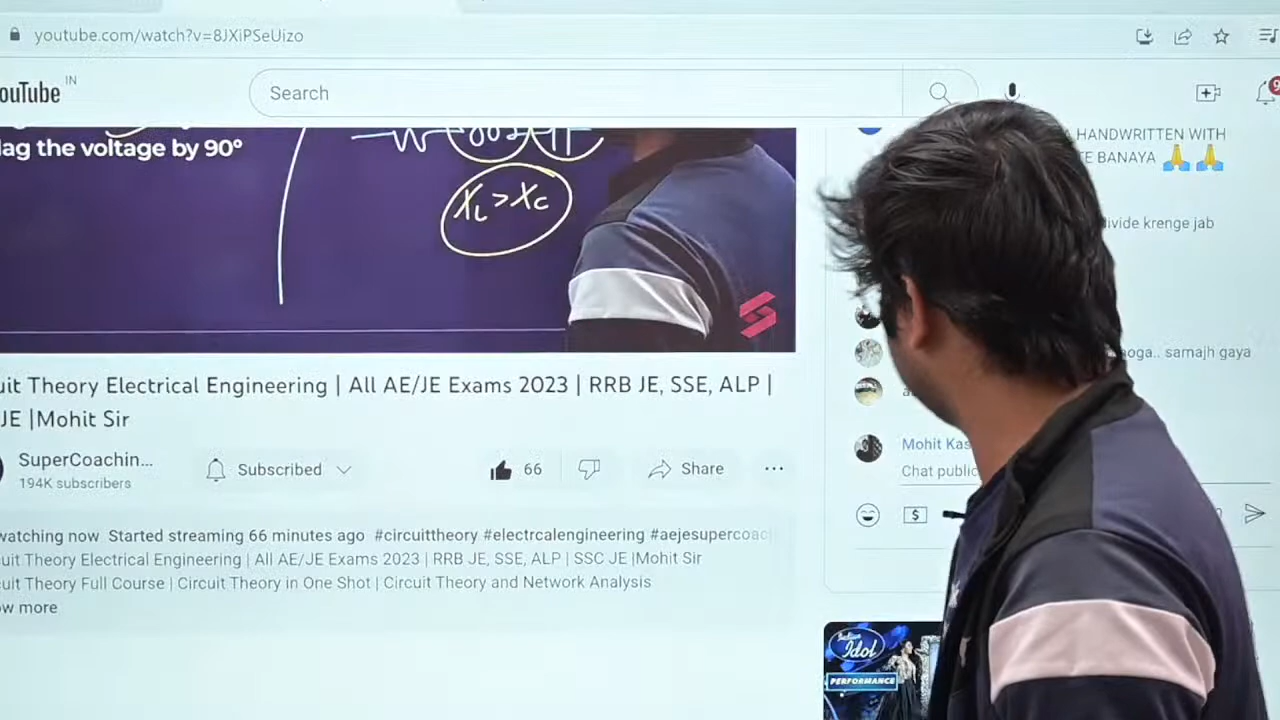 youtube.com/watch?v=8JXiPSeUizo
ouTube IN
Search
9
lag the voltage by 90°
XL > XC
A HANDWRITTEN WITH
TE BANAYA 🙏 🙏
divide krenge jab
samajh gaya
uit Theory Electrical Engineering | All AE/JE Exams 2023 | RRB JE, SSE, ALP |
JE |Mohit Sir
SuperCoachin...
194K subscribers
Subscribed
66
Share
Mohit Kas
Chat public
watching now Started streaming 66 minutes ago #circuittheory #electrcalengineering #aejesupercoac
uit Theory Electrical Engineering | All AE/JE Exams 2023 | RRB JE, SSE, ALP | SSC JE |Mohit Sir
uit Theory Full Course | Circuit Theory in One Shot | Circuit Theory and Network Analysis
ow more
Indian
Idol
PERFORMANCE